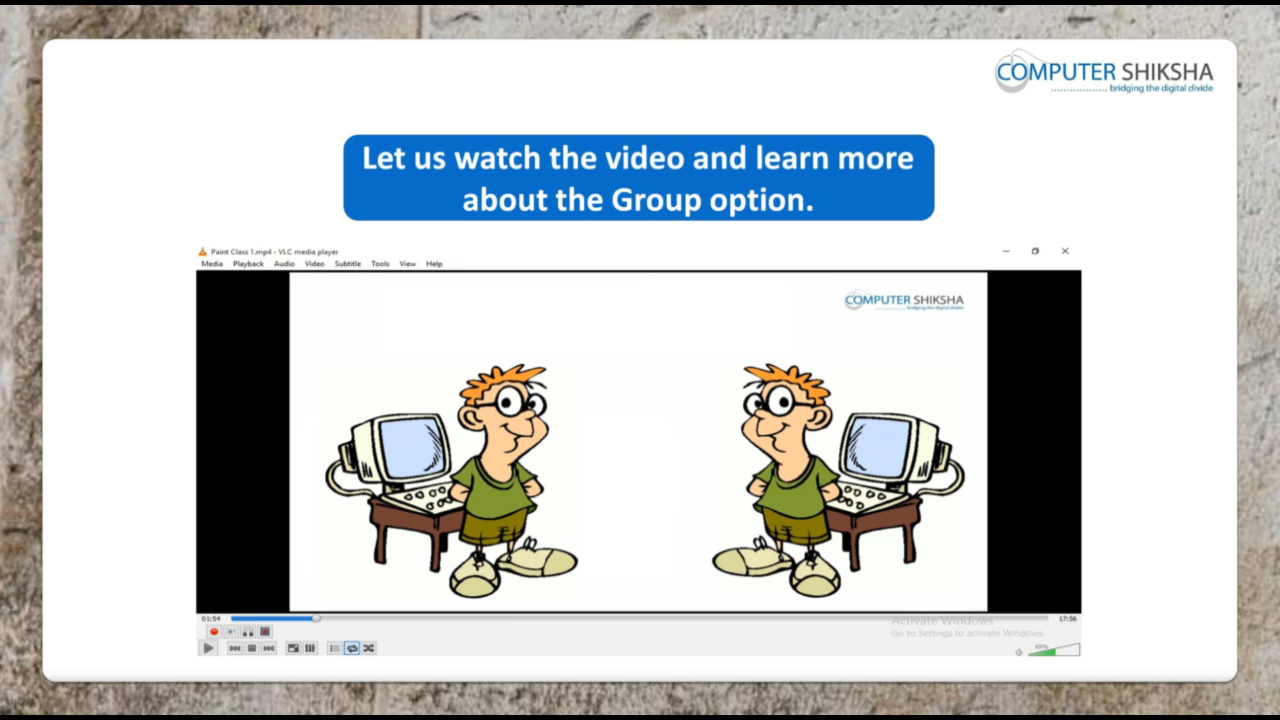 COMPUTER SHIKSHA
bridging the digital divide
Let us watch the video and learn more
about the Group option.
Paint Class 1.mp4 - VLC media player
Media Playback Audio Video Subtitle Tools View Help
COMPUTER SHIKSHA
bridging the digital divide
01:54
17:56
Activate Windows
Go to Settings to activate Windows.